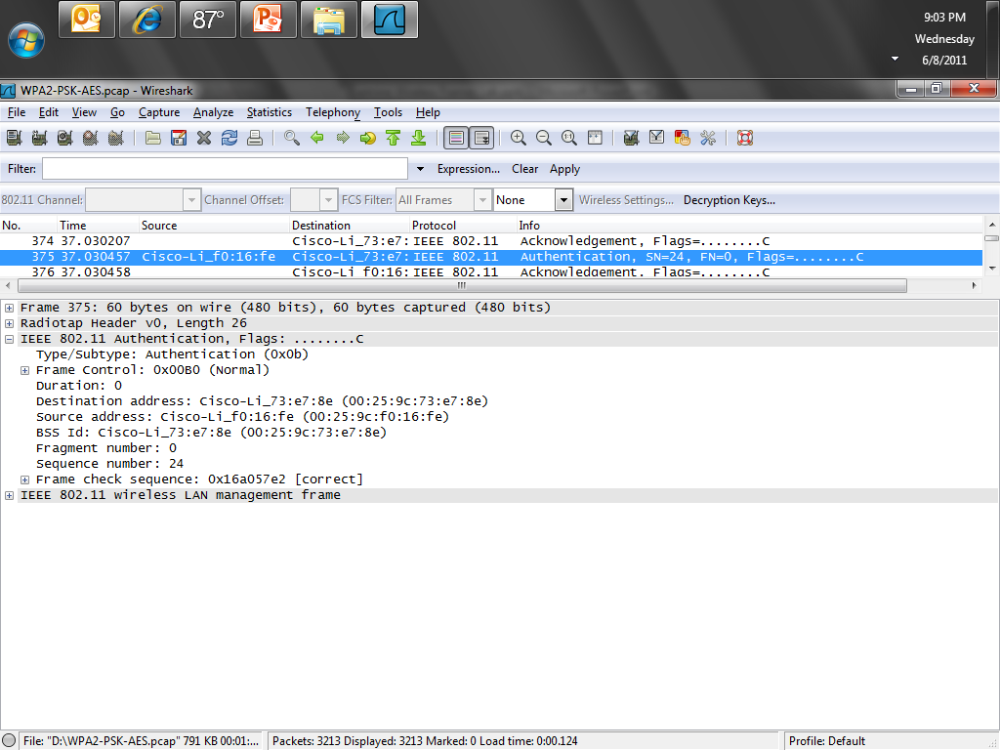 87°
9:03 PM
Wednesday
6/8/2011
WPA2-PSK-AES.pcap - Wireshark
File Edit View Go Capture Analyze Statistics Telephony Tools Help
Filter: Expression... Clear Apply
802.11 Channel: Channel Offset: FCS Filter: All Frames None Wireless Settings... Decryption Keys...
No. Time Source Destination Protocol Info
374 37.030207 Cisco-Li_73:e7: IEEE 802.11 Acknowledgement, Flags=........C
375 37.030457 Cisco-Li_f0:16:fe Cisco-Li_73:e7: IEEE 802.11 Authentication, SN=24, FN=0, Flags=........C
376 37.030458 Cisco-Li_f0:16: IEEE 802.11 Acknowledgement, Flags=........C
Frame 375: 60 bytes on wire (480 bits), 60 bytes captured (480 bits)
Radiotap Header v0, Length 26
IEEE 802.11 Authentication, Flags: ........C
Type/Subtype: Authentication (0x0b)
Frame Control: 0x00B0 (Normal)
Duration: 0
Destination address: Cisco-Li_73:e7:8e (00:25:9c:73:e7:8e)
Source address: Cisco-Li_f0:16:fe (00:25:9c:f0:16:fe)
BSS Id: Cisco-Li_73:e7:8e (00:25:9c:73:e7:8e)
Fragment number: 0
Sequence number: 24
Frame check sequence: 0x16a057e2 [correct]
IEEE 802.11 wireless LAN management frame
File: "D:\WPA2-PSK-AES.pcap" 791 KB 00:01:... Packets: 3213 Displayed: 3213 Marked: 0 Load time: 0:00.124 Profile: Default